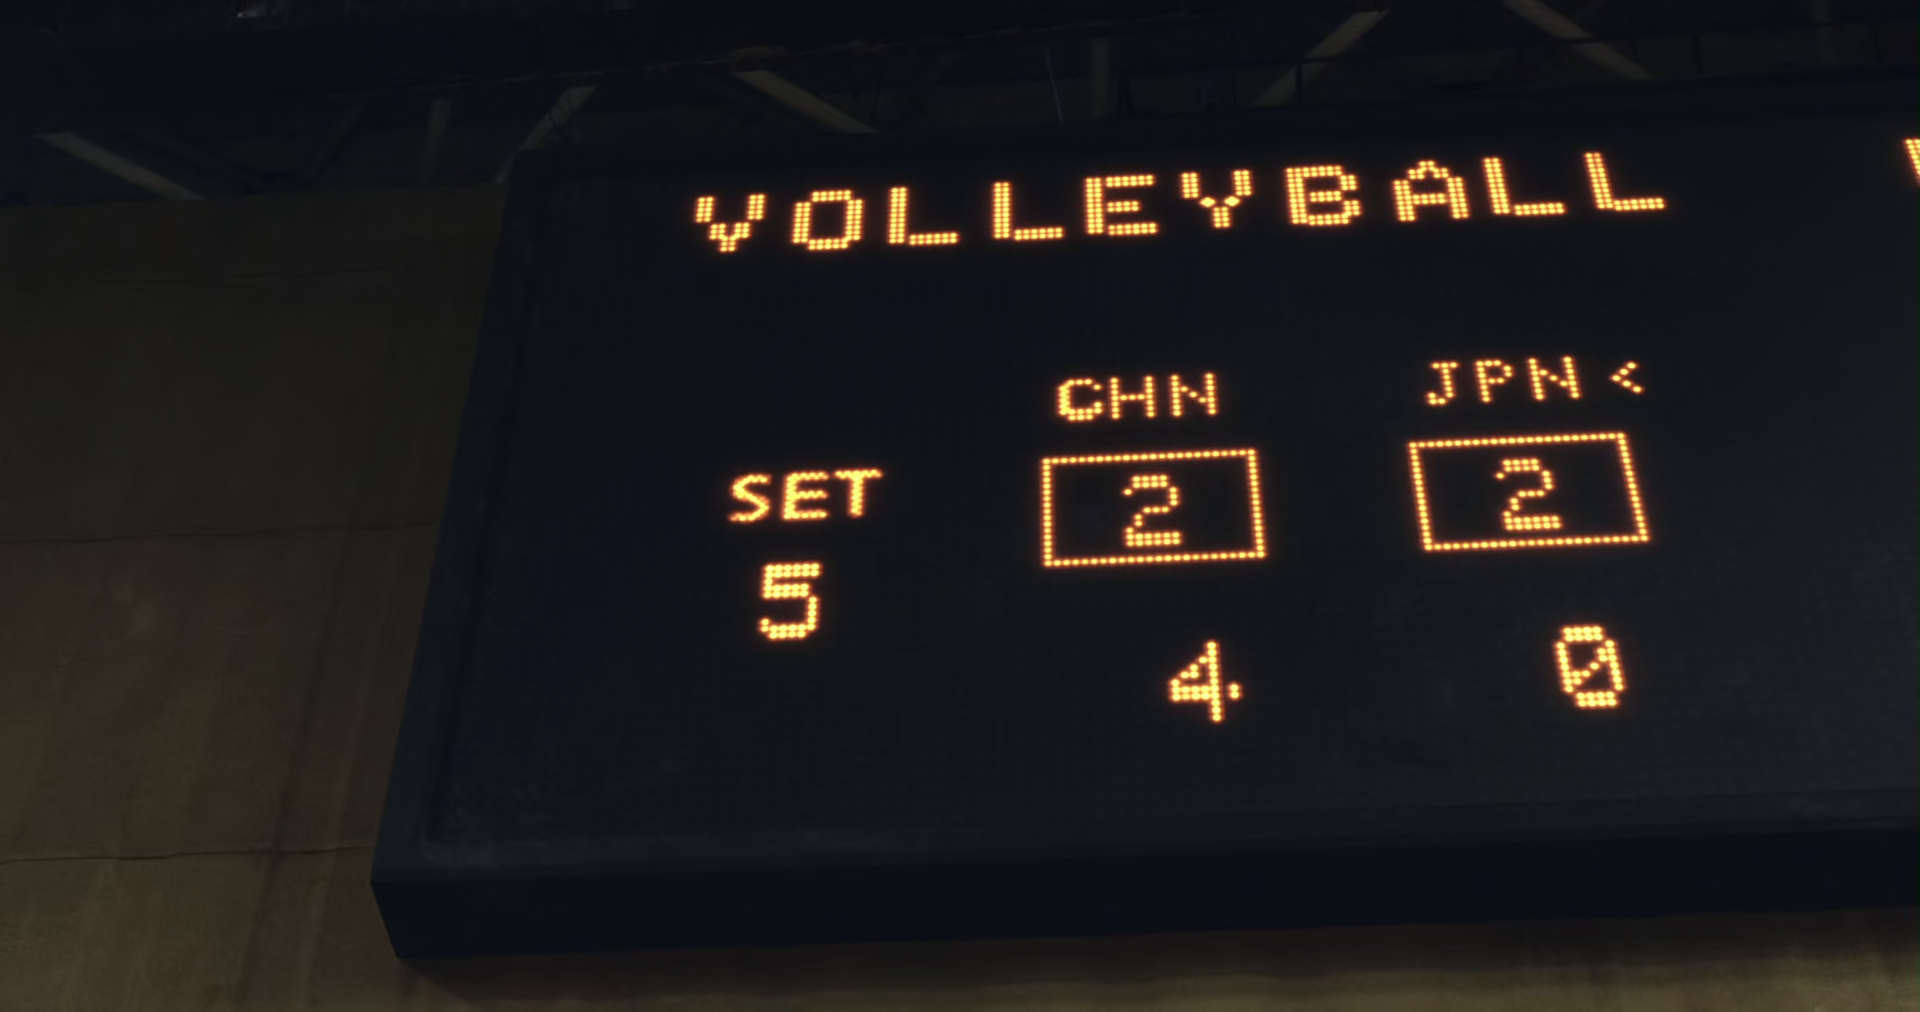 VOLLEYBALL
CHN JPN <
SET 2 2
5
4 0